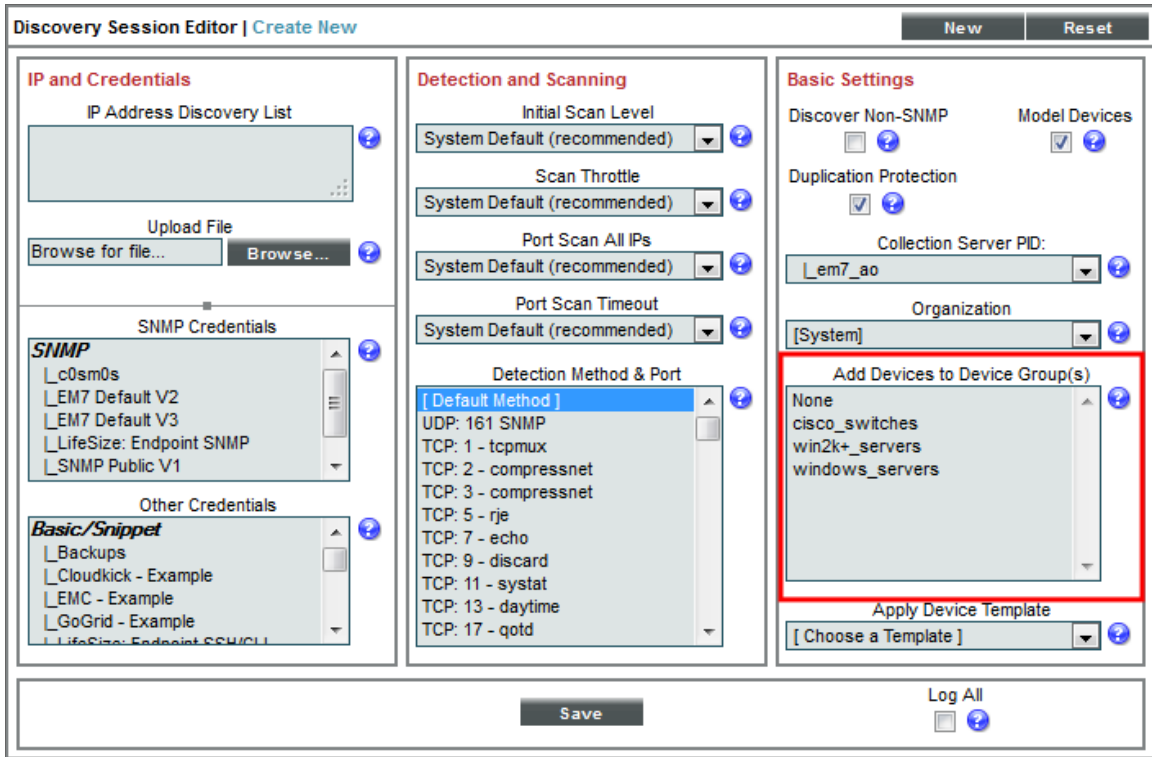 Discovery Session Editor | Create New
New
Reset
IP and Credentials
IP Address Discovery List
Upload File
Browse for file...
Browse...
SNMP Credentials
SNMP
|_c0sm0s
|_EM7 Default V2
|_EM7 Default V3
|_LifeSize: Endpoint SNMP
|_SNMP Public V1
Other Credentials
Basic/Snippet
|_Backups
|_Cloudkick - Example
|_EMC - Example
|_GoGrid - Example
|_LifeSize: Endpoint SSH/CLI
Detection and Scanning
Initial Scan Level
System Default (recommended)
Scan Throttle
System Default (recommended)
Port Scan All IPs
System Default (recommended)
Port Scan Timeout
System Default (recommended)
Detection Method & Port
[ Default Method ]
UDP: 161 SNMP
TCP: 1 - tcpmux
TCP: 2 - compressnet
TCP: 3 - compressnet
TCP: 5 - rje
TCP: 7 - echo
TCP: 9 - discard
TCP: 11 - systat
TCP: 13 - daytime
TCP: 17 - qotd
Basic Settings
Discover Non-SNMP
Model Devices
Duplication Protection
Collection Server PID:
|_em7_ao
Organization
[System]
Add Devices to Device Group(s)
None
cisco_switches
win2k+_servers
windows_servers
Apply Device Template
[ Choose a Template ]
Save
Log All